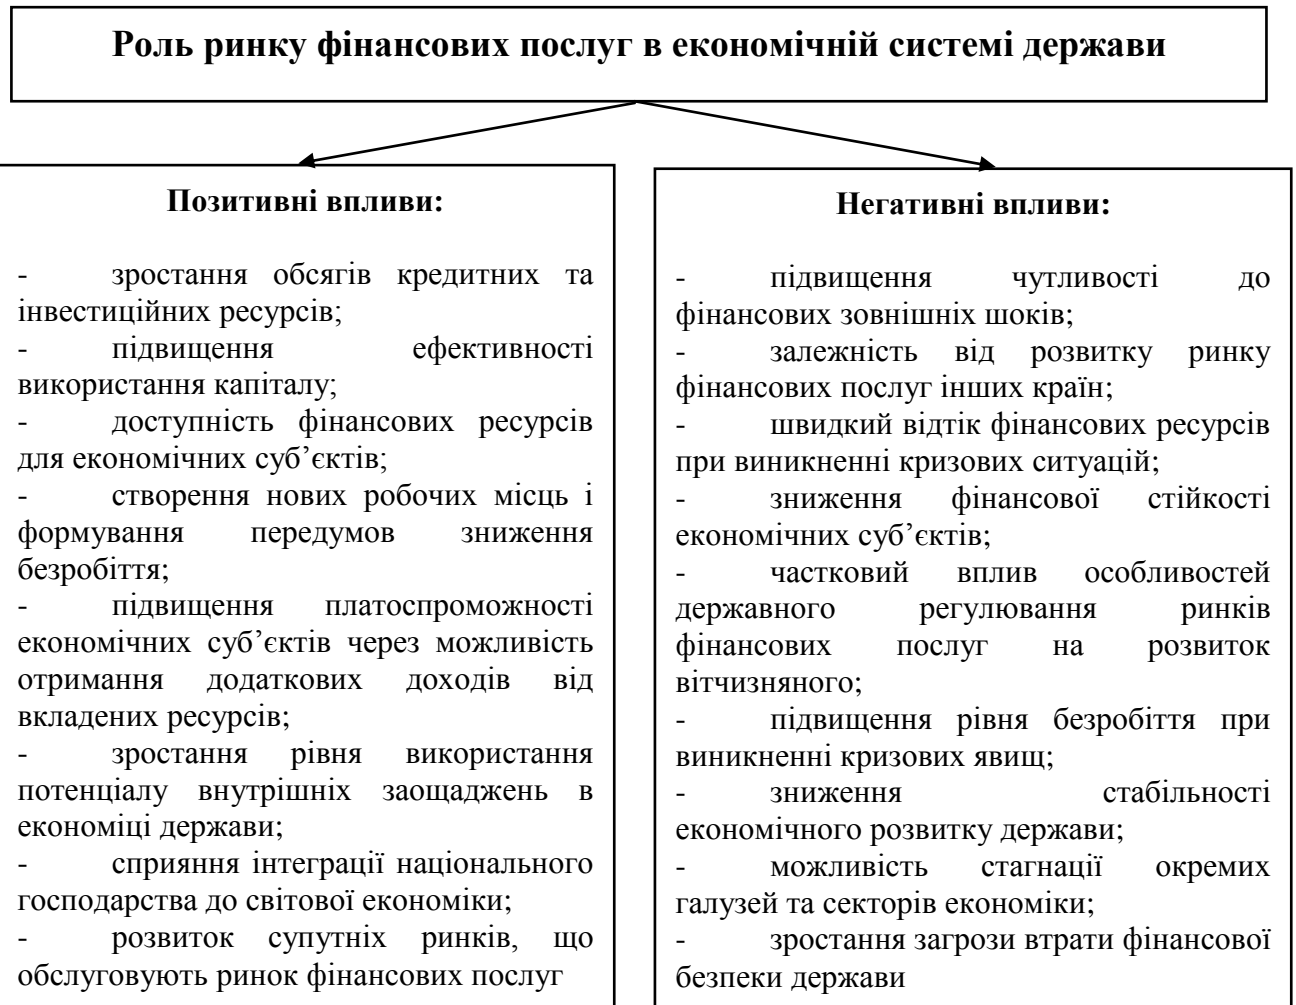 Роль ринку фінансових послуг в економічній системі держави
Позитивні впливи:
- зростання обсягів кредитних та
інвестиційних ресурсів;
- підвищення ефективності
використання капіталу;
- доступність фінансових ресурсів
для економічних суб’єктів;
- створення нових робочих місць і
формування передумов зниження
безробіття;
- підвищення платоспроможності
економічних суб’єктів через можливість
отримання додаткових доходів від
вкладених ресурсів;
- зростання рівня використання
потенціалу внутрішніх заощаджень в
економіці держави;
- сприяння інтеграції національного
господарства до світової економіки;
- розвиток супутніх ринків, що
обслуговують ринок фінансових послуг
Негативні впливи:
- підвищення чутливості до
фінансових зовнішніх шоків;
- залежність від розвитку ринку
фінансових послуг інших країн;
- швидкий відтік фінансових ресурсів
при виникненні кризових ситуацій;
- зниження фінансової стійкості
економічних суб’єктів;
- частковий вплив особливостей
державного регулювання ринків
фінансових послуг на розвиток
вітчизняного;
- підвищення рівня безробіття при
виникненні кризових явищ;
- зниження стабільності
економічного розвитку держави;
- можливість стагнації окремих
галузей та секторів економіки;
- зростання загрози втрати фінансової
безпеки держави